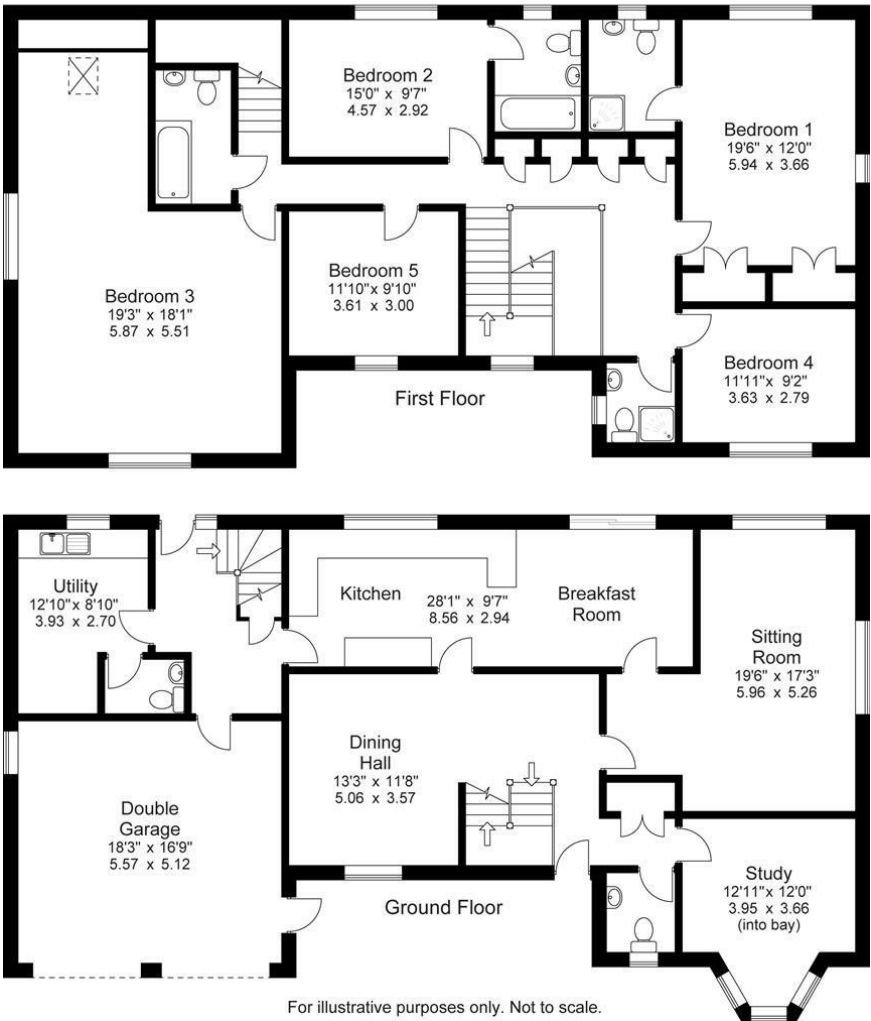 Bedroom 2
15'0" x 9'7"
4.57 x 2.92
Bedroom 1
19'6" x 12'0"
5.94 x 3.66
Bedroom 3
19'3" x 18'1"
5.87 x 5.51
Bedroom 5
11'10"x 9'10"
3.61 x 3.00
Bedroom 4
11'11"x 9'2"
3.63 x 2.79
First Floor
Utility
12'10"x 8'10"
3.93 x 2.70
Kitchen
28'1" x 9'7"
8.56 x 2.94
Breakfast
Room
Sitting
Room
19'6" x 17'3"
5.96 x 5.26
Dining
Hall
13'3" x 11'8"
5.06 x 3.57
Double
Garage
18'3" x 16'9"
5.57 x 5.12
Study
12'11"x 12'0"
3.95 x 3.66
(into bay)
Ground Floor
For illustrative purposes only. Not to scale.